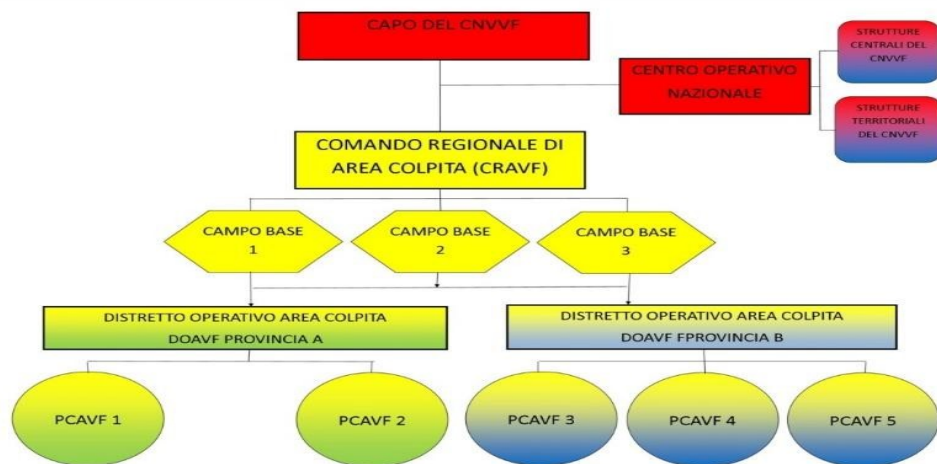 CAPO DEL CNVVF
STRUTTURE
CENTRALI DEL
CNVVF
CENTRO OPERATIVO
NAZIONALE
STRUTTURE
TERRITORIALI
DEL CNVVF
COMANDO REGIONALE DI
AREA COLPITA (CRAVF)
CAMPO BASE
1
CAMPO BASE
2
CAMPO BASE
3
DISTRETTO OPERATIVO AREA COLPITA
DOAVF PROVINCIA A
DISTRETTO OPERATIVO AREA COLPITA
DOAVF FPROVINCIA B
PCAVF 1
PCAVF 2
PCAVF 3
PCAVF 4
PCAVF 5